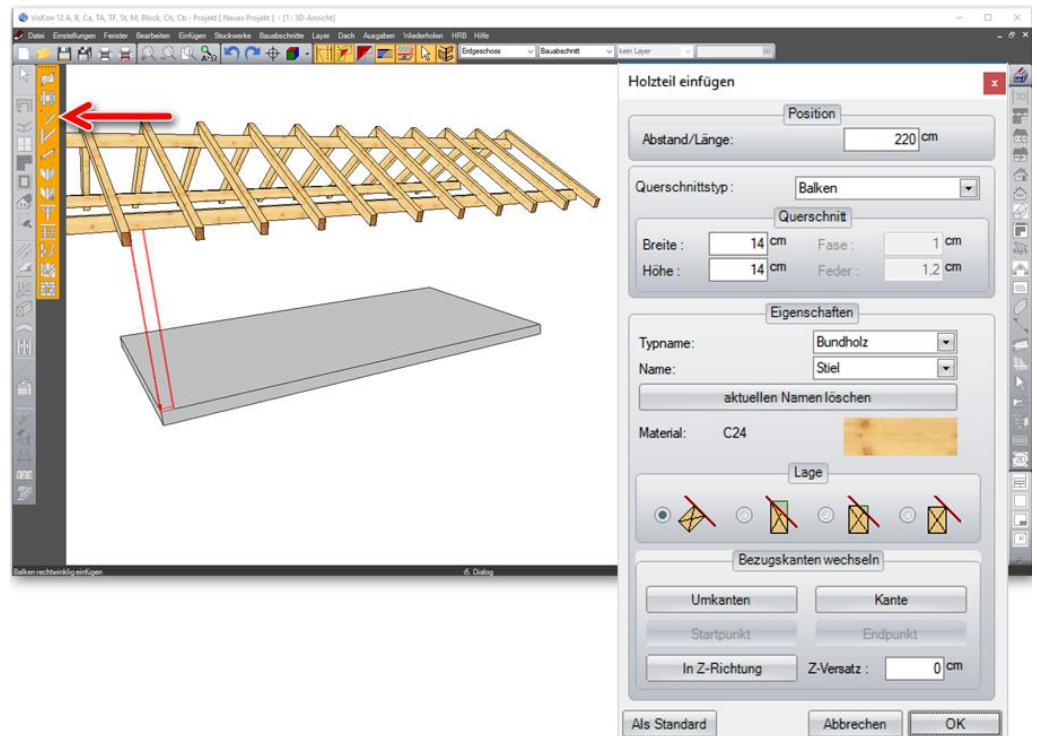 VisKon 12 A, B, Ca, TA, TF, St, M, Block, Ch, Cb - Projekt [ Neues Projekt ] - [1 : 3D-Ansicht]
Datei Einstellungen Fenster Bearbeiten Einfügen Stockwerke Bauabschnitte Layer Dach Ausgaben Wiederholen HRB Hilfe
Erdgeschoss Bauabschnitt kein Layer
Holzteil einfügen
Position
Abstand/Länge: 220 cm
Querschnittstyp: Balken
Querschnitt
Breite : 14 cm Fase : 1 cm
Höhe : 14 cm Feder : 1,2 cm
Eigenschaften
Typname: Bundholz
Name: Stiel
aktuellen Namen löschen
Material: C24
Lage
Bezugskanten wechseln
Umkanten Kante
Startpunkt Endpunkt
In Z-Richtung Z-Versatz : 0 cm
Als Standard Abbrechen OK
Balken rechtwinklig einfügen 6. Dialog